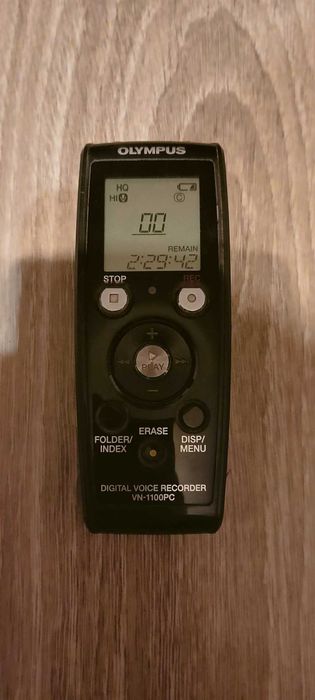 OLYMPUS
HQ
HI
C
00
REMAIN
2:29:42
STOP REC
+
PLAY
−
FOLDER/
INDEX
ERASE
DISP/
MENU
DIGITAL VOICE RECORDER
VN-1100PC